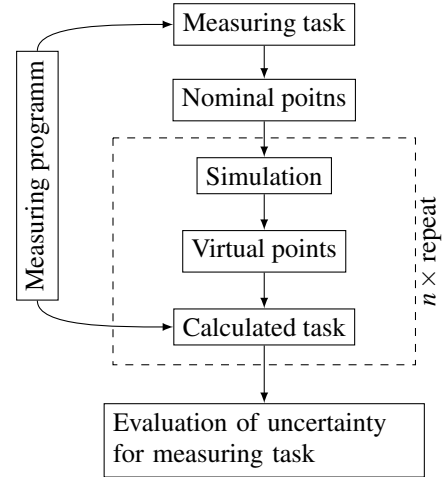 Measuring task
Measuring programm
Nominal poitns
Simulation
n × repeat
Virtual points
Calculated task
Evaluation of uncertainty
for measuring task